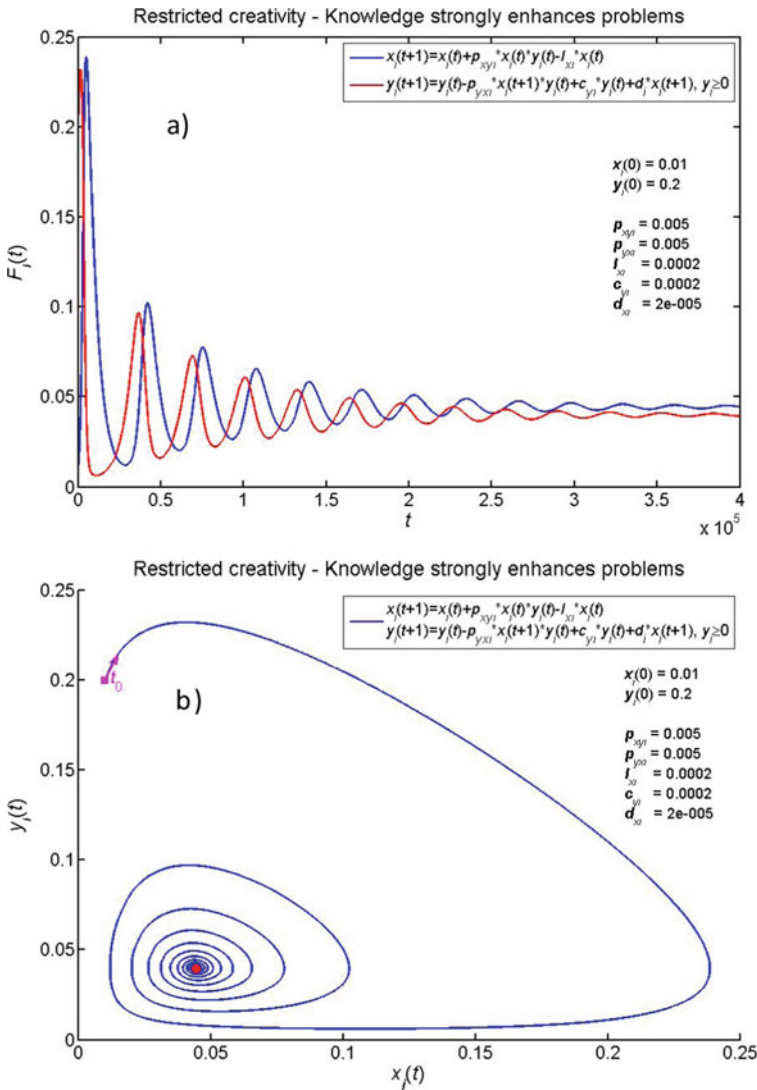 Restricted creativity - Knowledge strongly enhances problems
x_i(t+1)=x_i(t)+p_xyi*x_i(t)*y_i(t)-l_xi*x_i(t)
y_i(t+1)=y_i(t)-p_yxi*x_i(t+1)*y_i(t)+c_yi*y_i(t)+d_i*x_i(t+1), y_i≥0
a)
x_i(0) = 0.01
y_i(0) = 0.2
p_xyi = 0.005
p_yxi = 0.005
l_xi = 0.0002
c_yi = 0.0002
d_xi = 2e-005
F_i(t)
0.25
0.2
0.15
0.1
0.05
0
0 0.5 1 1.5 2 2.5 3 3.5 4
t
x 10^5
Restricted creativity - Knowledge strongly enhances problems
x_i(t+1)=x_i(t)+p_xyi*x_i(t)*y_i(t)-l_xi*x_i(t)
y_i(t+1)=y_i(t)-p_yxi*x_i(t+1)*y_i(t)+c_yi*y_i(t)+d_i*x_i(t+1), y_i≥0
t_0
b)
x_i(0) = 0.01
y_i(0) = 0.2
p_xyi = 0.005
p_yxi = 0.005
l_xi = 0.0002
c_yi = 0.0002
d_xi = 2e-005
y_i(t)
0.25
0.2
0.15
0.1
0.05
0
0 0.05 0.1 0.15 0.2 0.25
x_i(t)